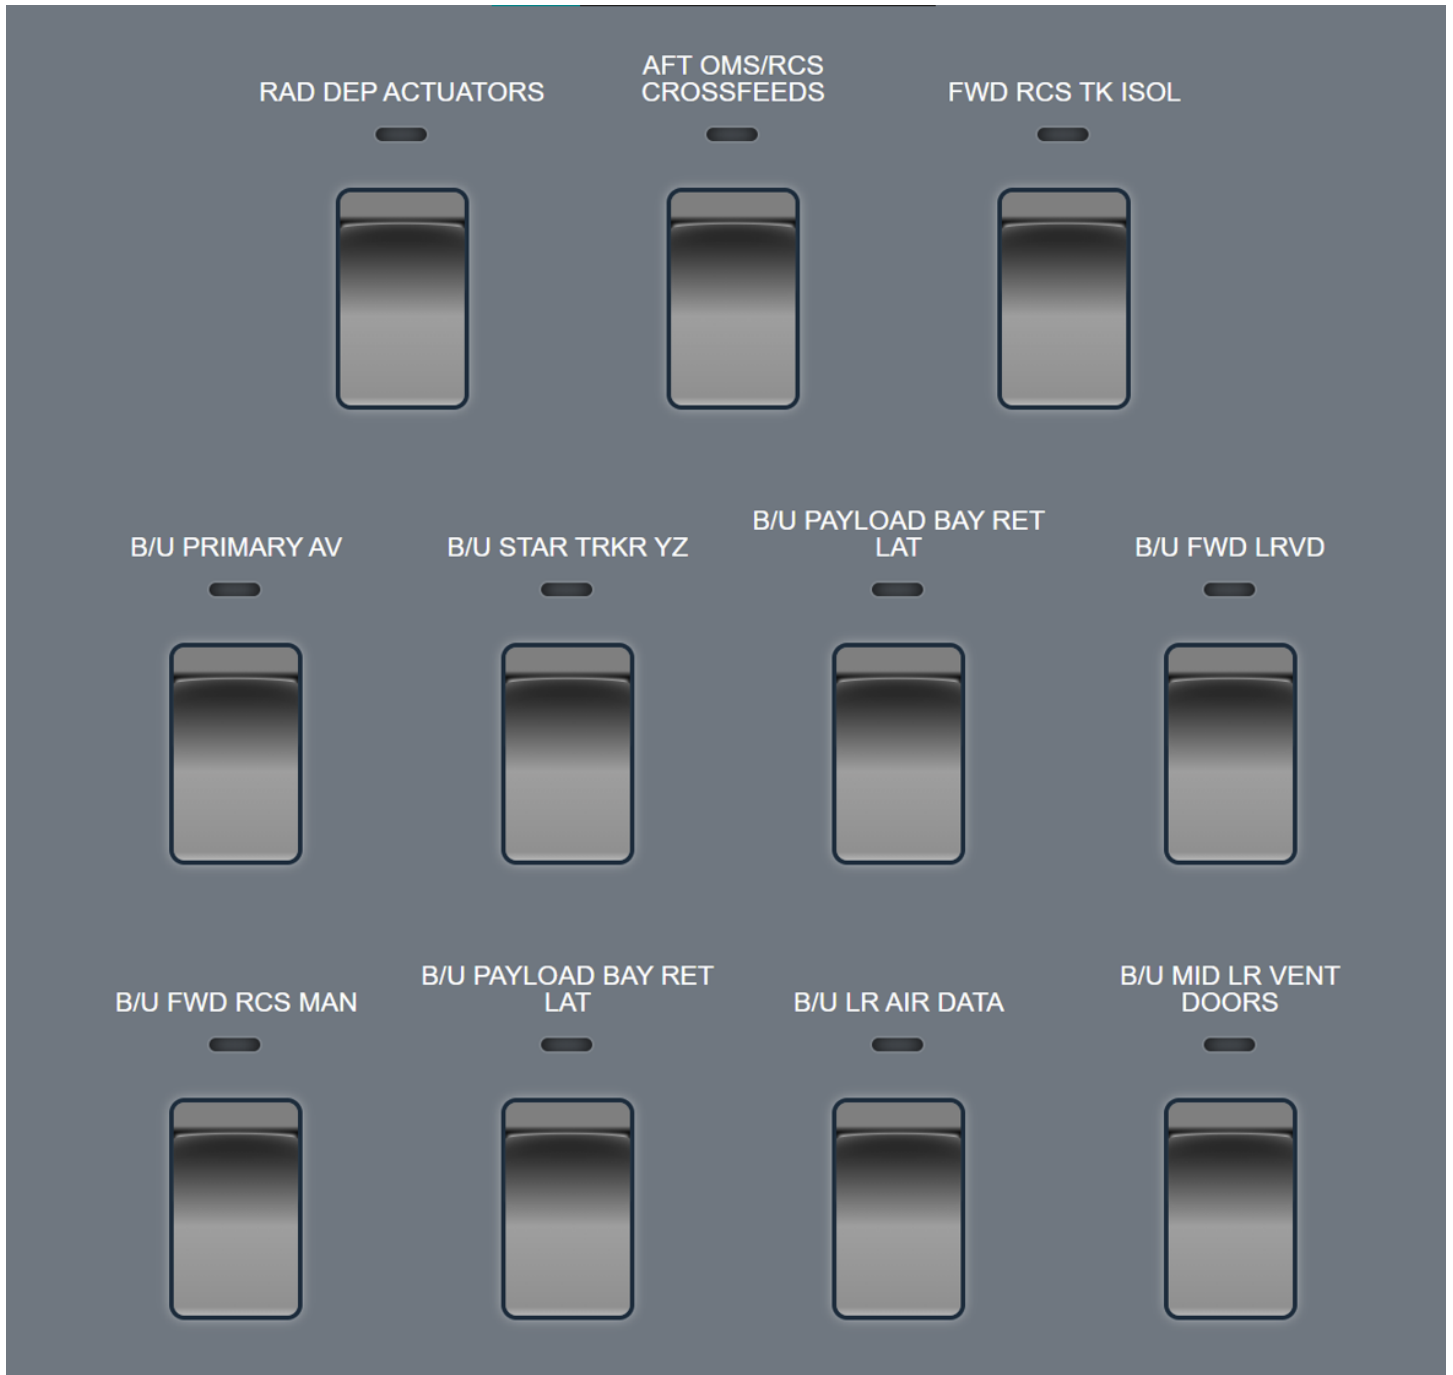 RAD DEP ACTUATORS
AFT OMS/RCS
CROSSFEEDS
FWD RCS TK ISOL
B/U PRIMARY AV
B/U STAR TRKR YZ
B/U PAYLOAD BAY RET
LAT
B/U FWD LRVD
B/U FWD RCS MAN
B/U PAYLOAD BAY RET
LAT
B/U LR AIR DATA
B/U MID LR VENT
DOORS